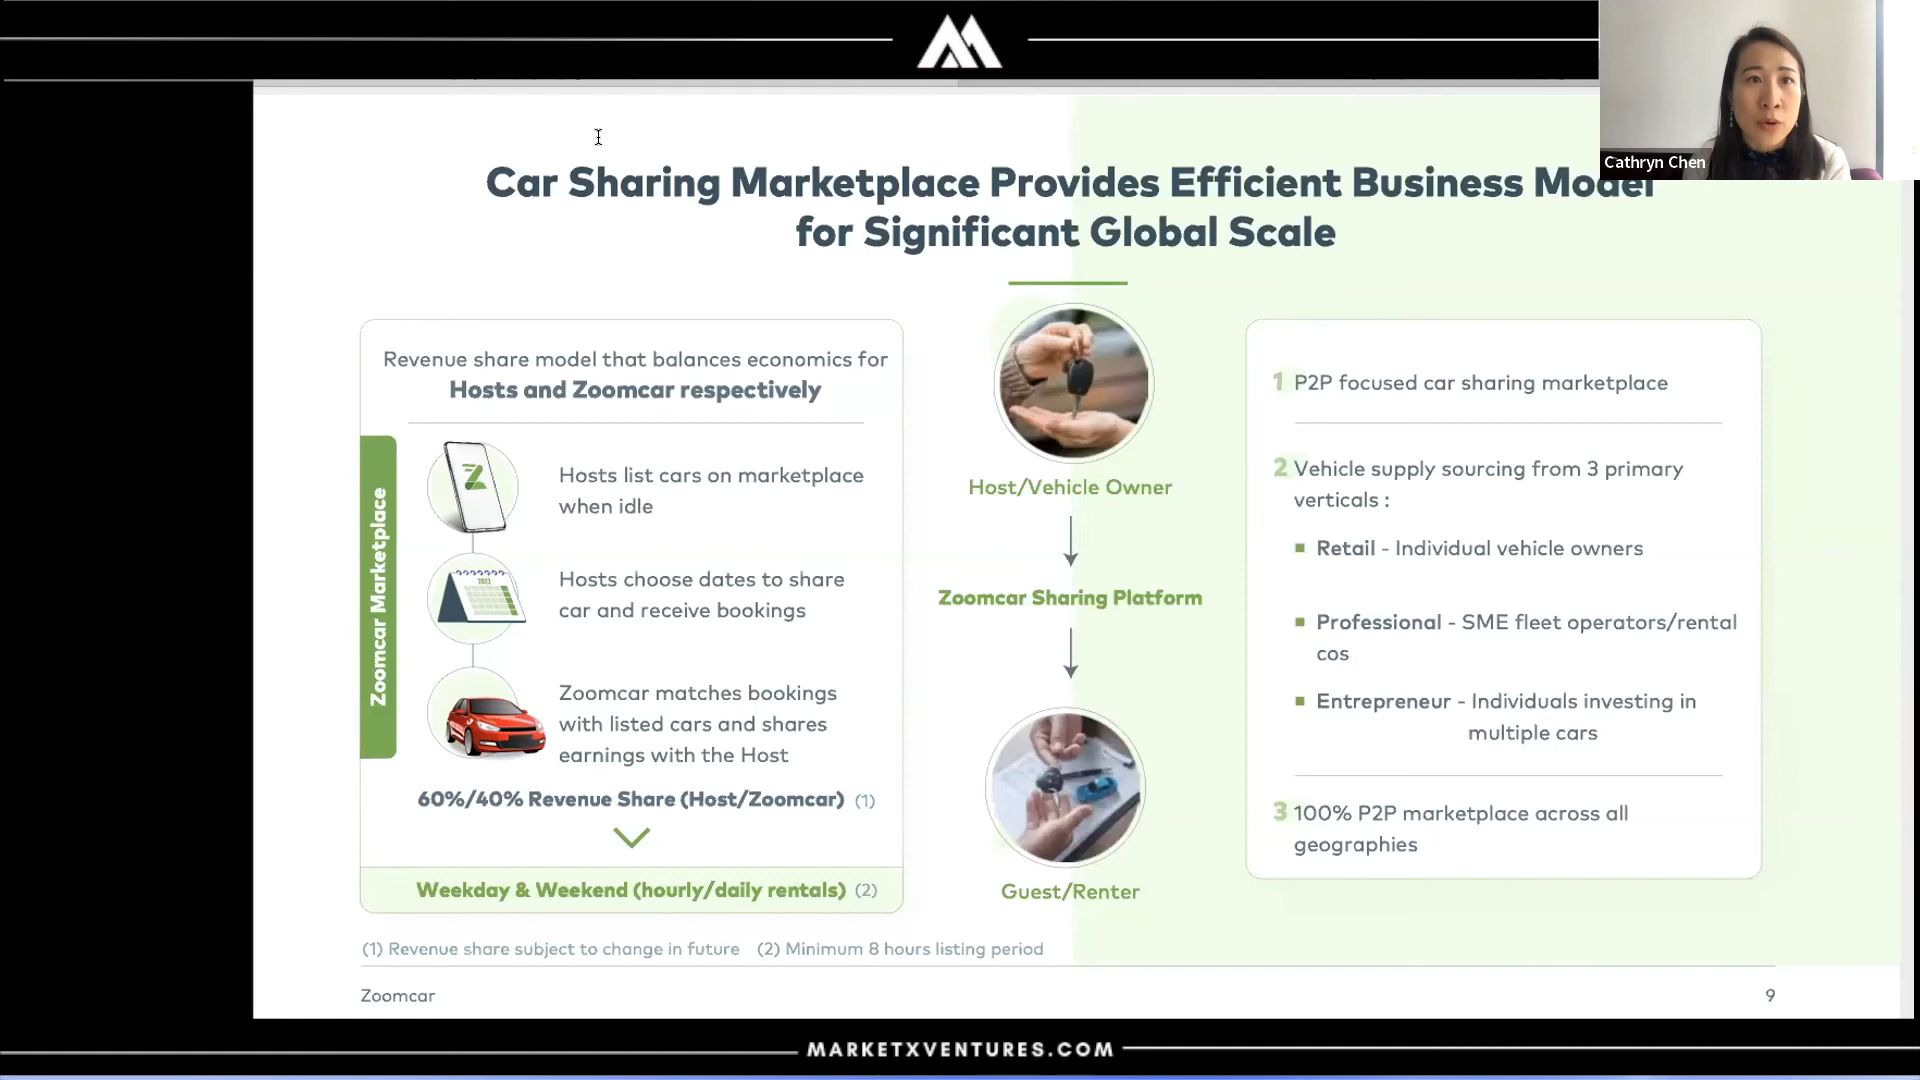 Cathryn Chen
Car Sharing Marketplace Provides Efficient Business Model
for Significant Global Scale
Revenue share model that balances economics for
Hosts and Zoomcar respectively
Zoomcar Marketplace
Hosts list cars on marketplace
when idle
2022
Hosts choose dates to share
car and receive bookings
Zoomcar matches bookings
with listed cars and shares
earnings with the Host
60%/40% Revenue Share (Host/Zoomcar) (1)
Weekday & Weekend (hourly/daily rentals) (2)
Host/Vehicle Owner
Zoomcar Sharing Platform
Guest/Renter
1 P2P focused car sharing marketplace
2 Vehicle supply sourcing from 3 primary
verticals :
Retail - Individual vehicle owners
Professional - SME fleet operators/rental
cos
Entrepreneur - Individuals investing in
multiple cars
3 100% P2P marketplace across all
geographies
(1) Revenue share subject to change in future (2) Minimum 8 hours listing period
Zoomcar
9
MARKETXVENTURES.COM